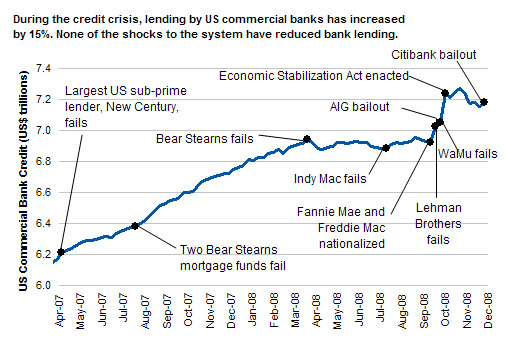 During the credit crisis, lending by US commercial banks has increased
by 15%. None of the shocks to the system have reduced bank lending.
Citibank bailout
Economic Stabilization Act enacted
Largest US sub-prime
lender, New Century,
fails
AIG bailout
Bear Stearns fails
WaMu fails
Indy Mac fails
Fannie Mae and
Freddie Mac
nationalized
Lehman
Brothers
fails
Two Bear Stearns
mortgage funds fail
US Commercial Bank Credit (US$ trillions)
7.4
7.2
7.0
6.8
6.6
6.4
6.2
6.0
Apr-07
May-07
Jun-07
Jul-07
Aug-07
Sep-07
Oct-07
Nov-07
Dec-07
Jan-08
Feb-08
Mar-08
Apr-08
May-08
Jun-08
Jul-08
Aug-08
Sep-08
Oct-08
Nov-08
Dec-08